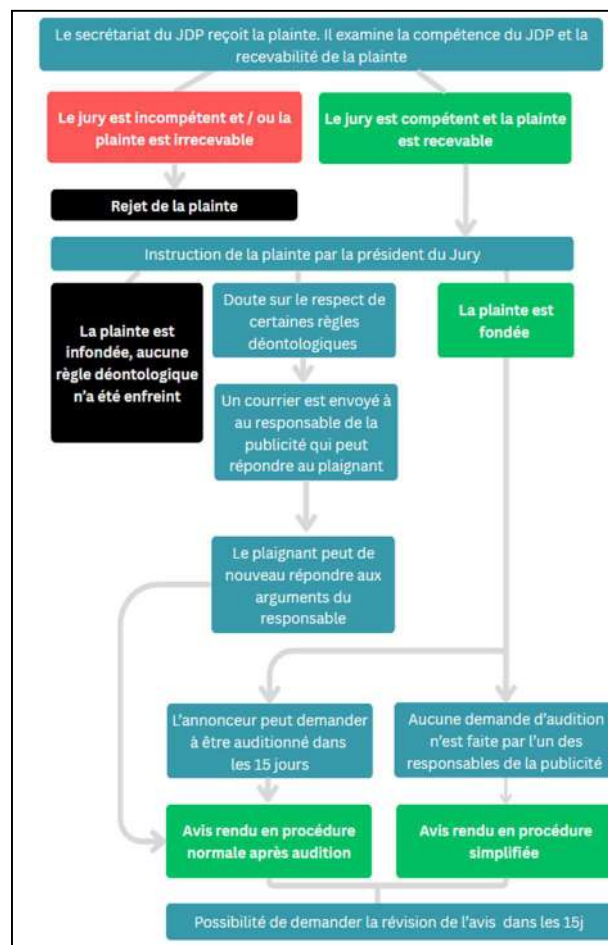 Le secrétariat du JDP reçoit la plainte. Il examine la compétence du JDP et la
recevabilité de la plainte
Le jury est incompétent et / ou la
plainte est irrecevable
Le jury est compétent et la plainte
est recevable
Rejet de la plainte
Instruction de la plainte par la président du Jury
La plainte est
infondée, aucune
règle déontologique
n'a été enfreint
Doute sur le respect de
certaines règles
déontologiques
La plainte est
fondée
Un courrier est envoyé à
au responsable de la
publicité qui peut
répondre au plaignant
Le plaignant peut de
nouveau répondre aux
arguments du
responsable
L'annonceur peut demander
à être auditionné dans
les 15 jours
Aucune demande d'audition
n'est faite par l'un des
responsables de la publicité
Avis rendu en procédure
normale après audition
Avis rendu en procédure
simplifiée
Possibilité de demander la révision de l'avis dans les 15j